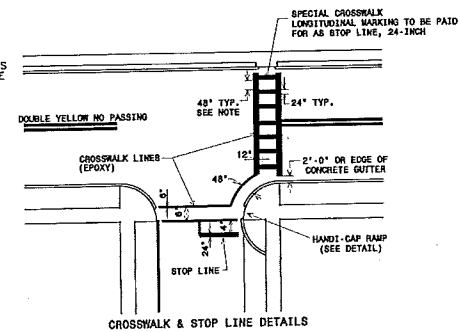 SPECIAL CROSSWALK
LONGITUDINAL MARKING TO BE PAID
FOR AS STOP LINE, 24-INCH
S
E
48" TYP.
SEE NOTE
24" TYP.
DOUBLE YELLOW NO PASSING
CROSSWALK LINES
(EPOXY)
12"
2'-0" OR EDGE OF
CONCRETE GUTTER
48"
6"
6'
4'
24"
HANDI-CAP RAMP
(SEE DETAIL)
STOP LINE
CROSSWALK & STOP LINE DETAILS